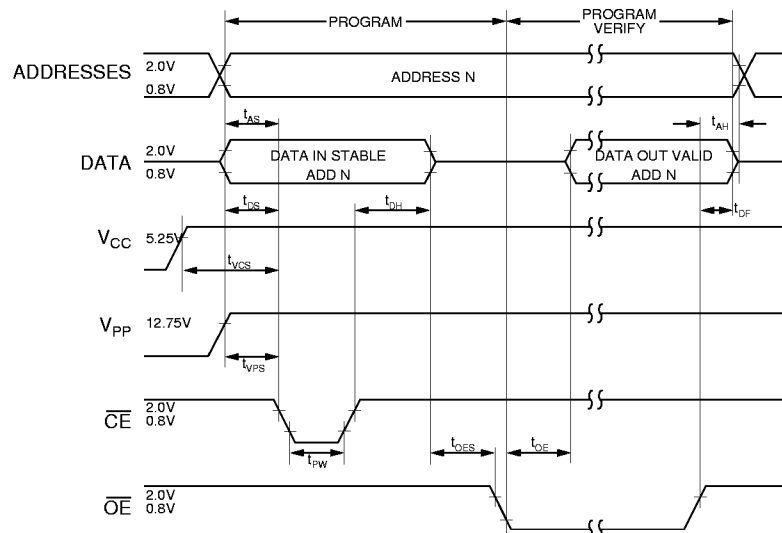 PROGRAM
PROGRAM
VERIFY
ADDRESSES
2.0V
0.8V
ADDRESS N
tAS
tAH
DATA
2.0V
0.8V
DATA IN STABLE
ADD N
DATA OUT VALID
ADD N
tDS
tDH
tDF
VCC
5.25V
tVCS
VPP
12.75V
tVPS
CE
2.0V
0.8V
tPW
tOES
tOE
OE
2.0V
0.8V